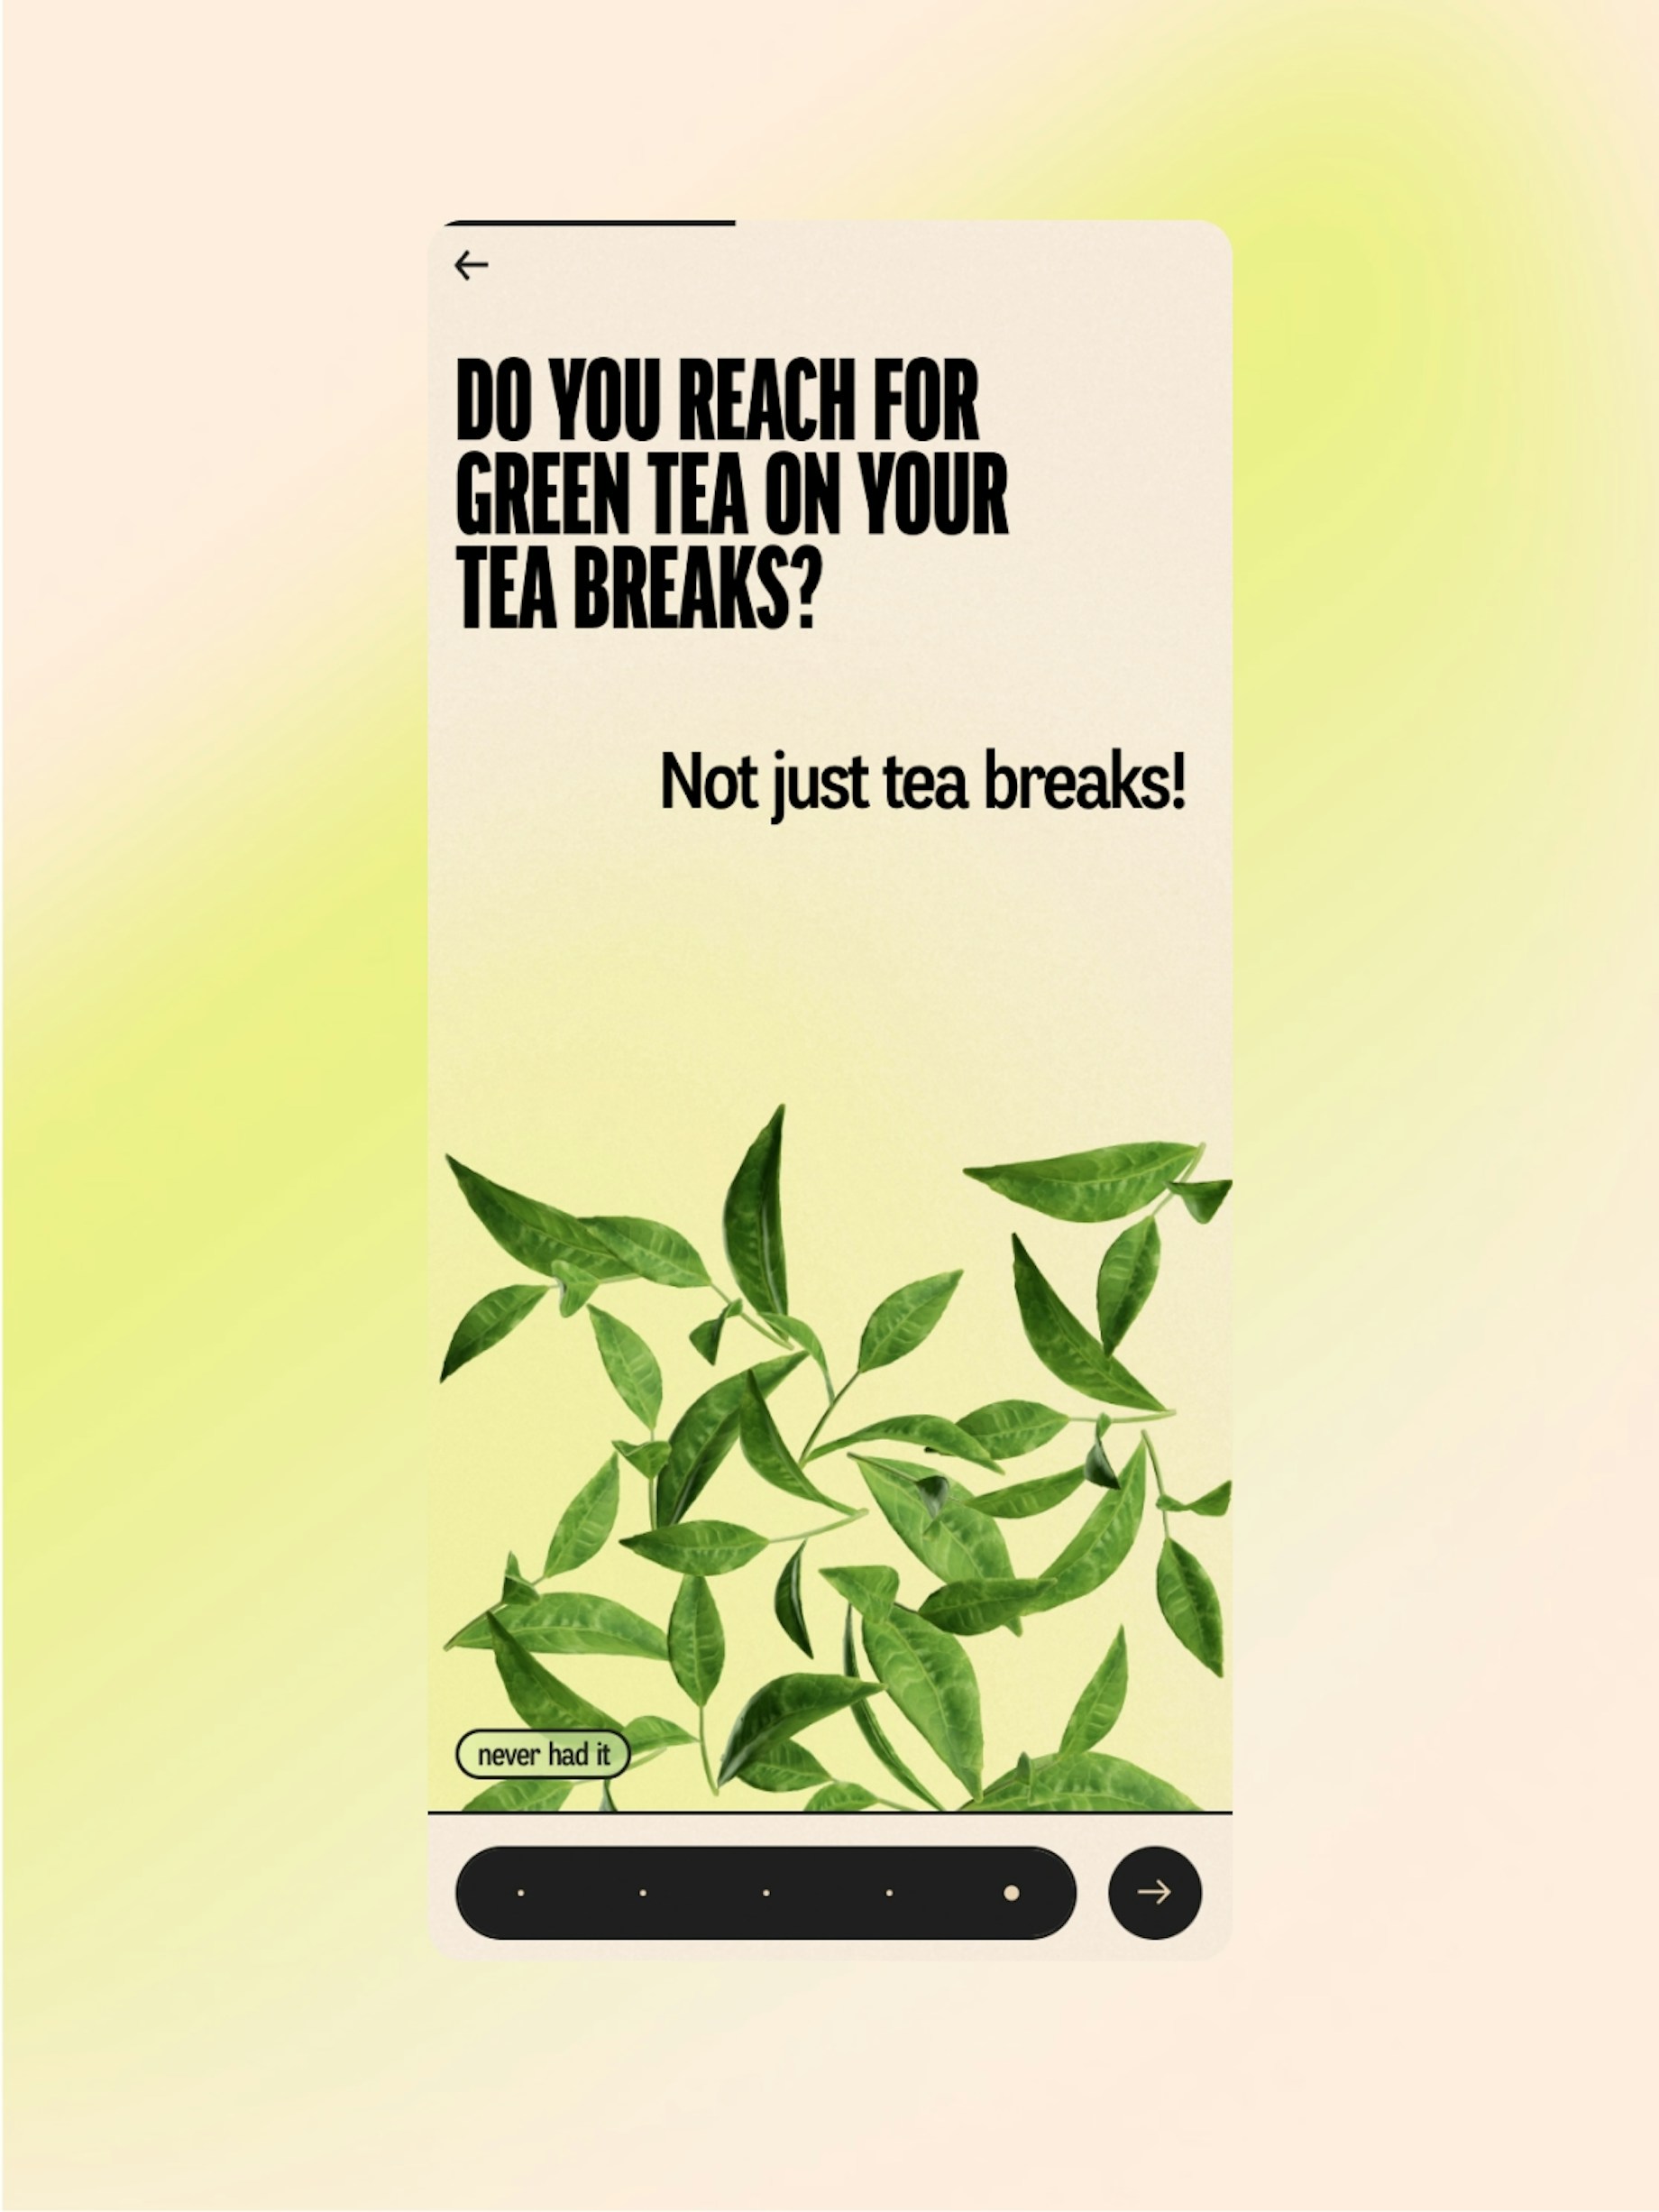 DO YOU REACH FOR
GREEN TEA ON YOUR
TEA BREAKS?
Not just tea breaks!
never had it